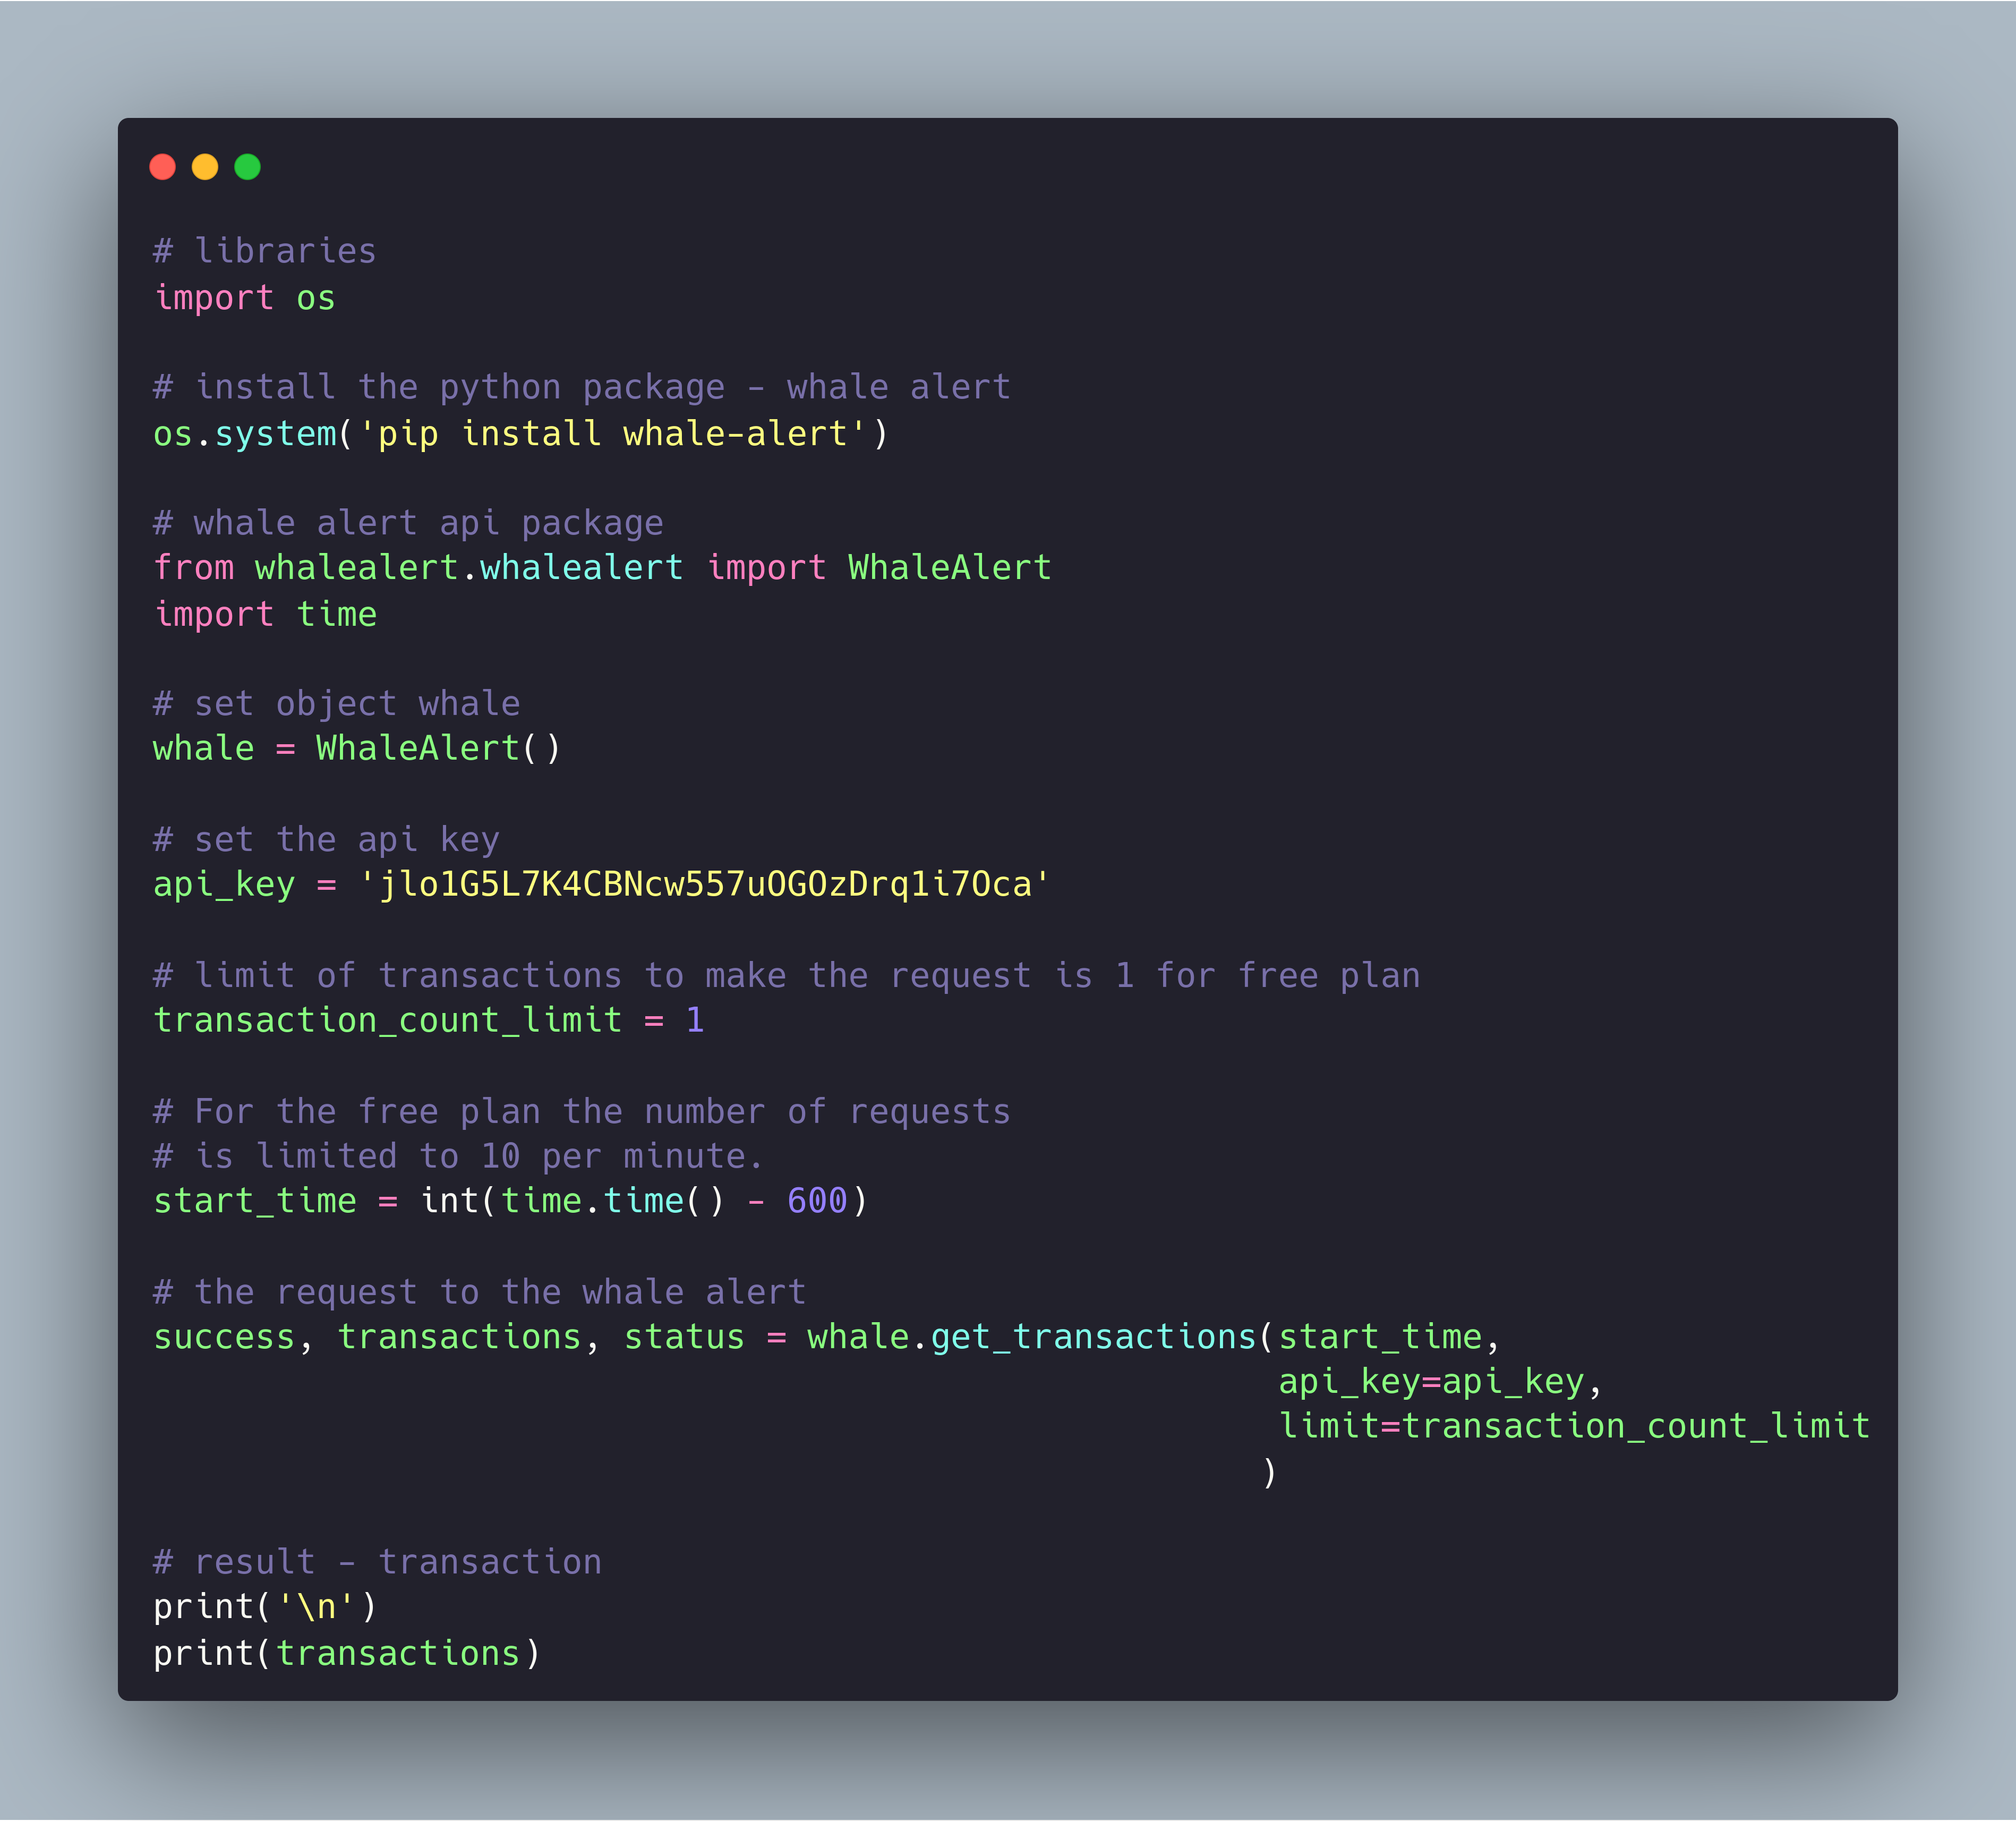 # libraries
import os
# install the python package - whale alert
os.system('pip install whale-alert')
# whale alert api package
from whalealert.whalealert import WhaleAlert
import time
# set object whale
whale = WhaleAlert()
# set the api key
api_key = 'jlo1G5L7K4CBNcw557uOGOzDrq1i7Oca'
# limit of transactions to make the request is 1 for free plan
transaction_count_limit = 1
# For the free plan the number of requests
# is limited to 10 per minute.
start_time = int(time.time() - 600)
# the request to the whale alert
success, transactions, status = whale.get_transactions(start_time,
api_key=api_key,
limit=transaction_count_limit
)
# result - transaction
print('\n')
print(transactions)